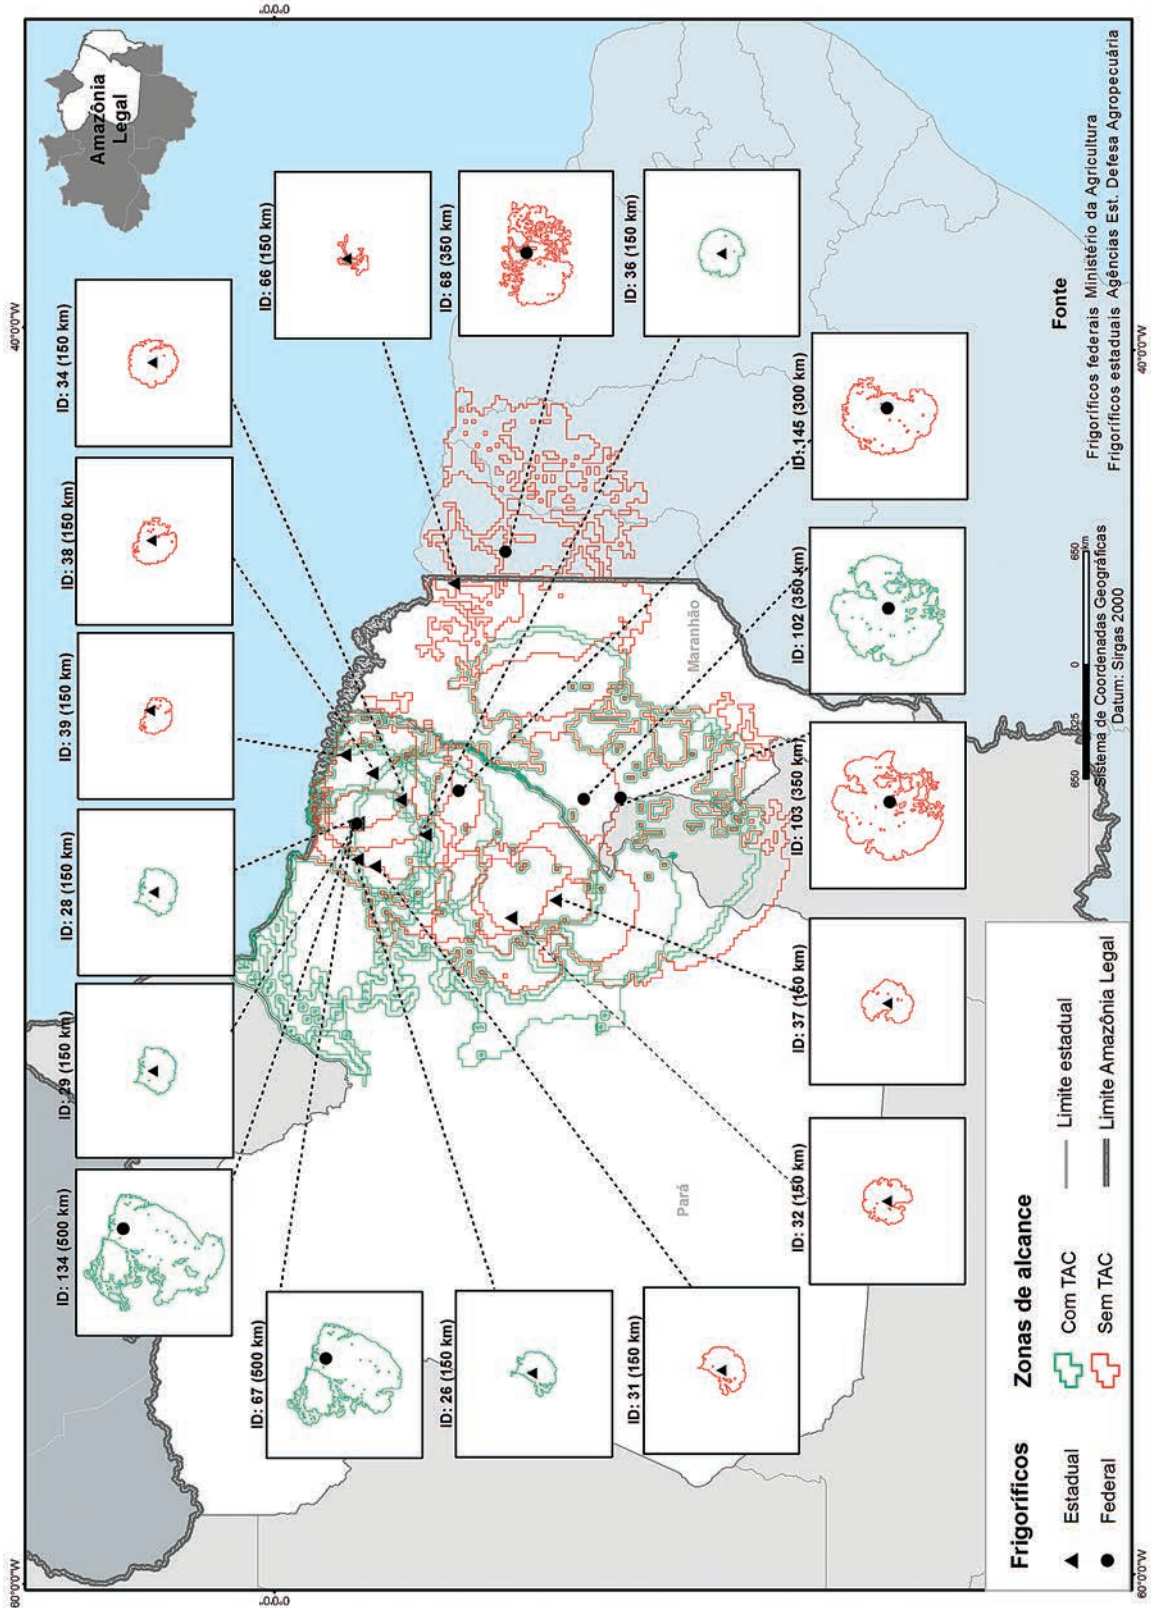 60°0'0"W
40°0'0"W
0°0'0"
0°0'0"
Amazônia
Legal
ID: 134 (500 km)
ID: 29 (150 km)
ID: 28 (150 km)
ID: 39 (150 km)
ID: 38 (150 km)
ID: 34 (150 km)
ID: 67 (500 km)
ID: 66 (150 km)
ID: 26 (150 km)
ID: 68 (350 km)
ID: 31 (150 km)
ID: 36 (150 km)
Pará
Maranhão
ID: 32 (150 km)
ID: 37 (150 km)
ID: 103 (350 km)
ID: 102 (350 km)
ID: 145 (300 km)
Frigoríficos
Estadual
Federal
Zonas de alcance
Com TAC
Sem TAC
Limite estadual
Limite Amazônia Legal
650 325 0 650
km
Sistema de Coordenadas Geográficas
Datum: Sirgas 2000
Fonte
Frigoríficos federais Ministério da Agricultura
Frigoríficos estaduais Agências Est. Defesa Agropecuária
60°0'0"W
40°0'0"W